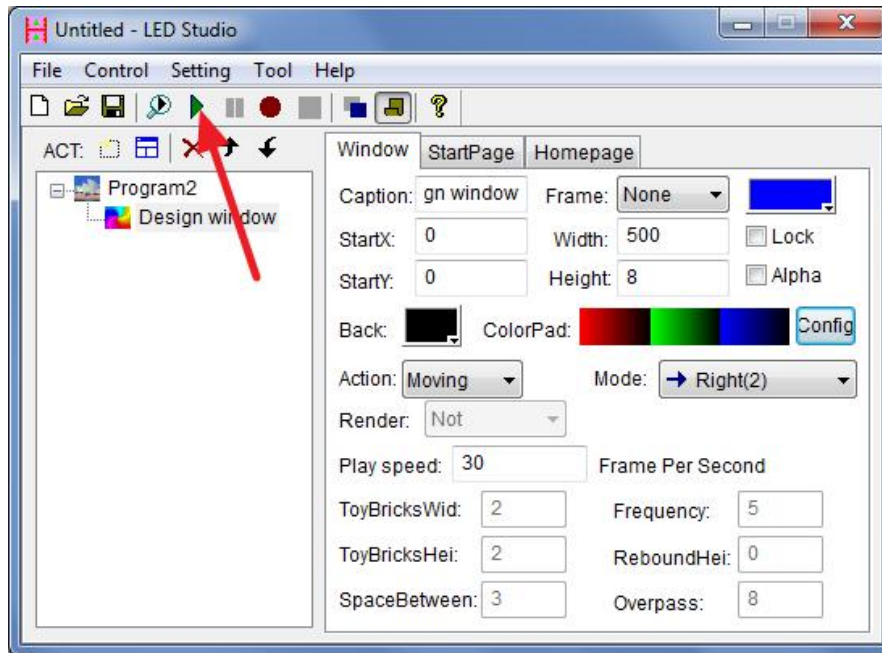 Untitled - LED Studio
File Control Setting Tool Help
ACT:
Program2
Design window
Window StartPage Homepage
Caption: gn window Frame: None
StartX: 0 Width: 500 Lock
StartY: 0 Height: 8 Alpha
Back: ColorPad: Config
Action: Moving Mode: Right(2)
Render: Not
Play speed: 30 Frame Per Second
ToyBricksWid: 2 Frequency: 5
ToyBricksHei: 2 ReboundHei: 0
SpaceBetween: 3 Overpass: 8